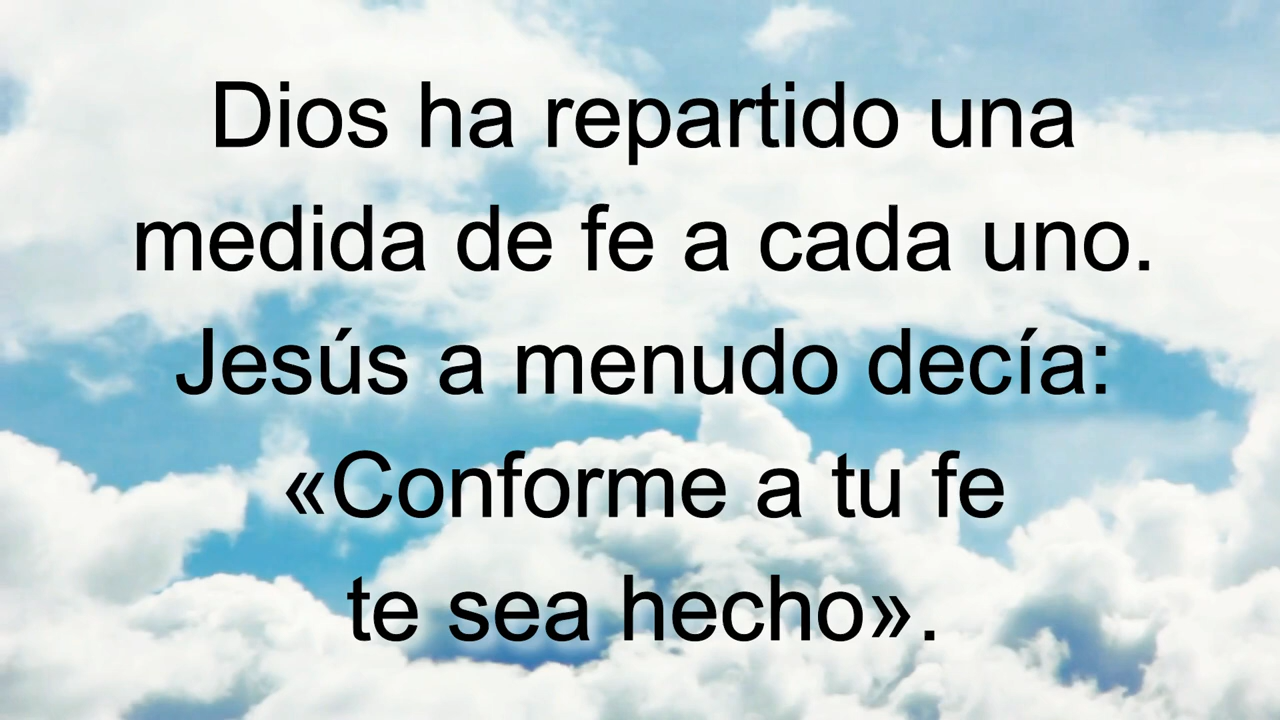 Dios ha repartido una
medida de fe a cada uno.
Jesús a menudo decía:
«Conforme a tu fe
te sea hecho».